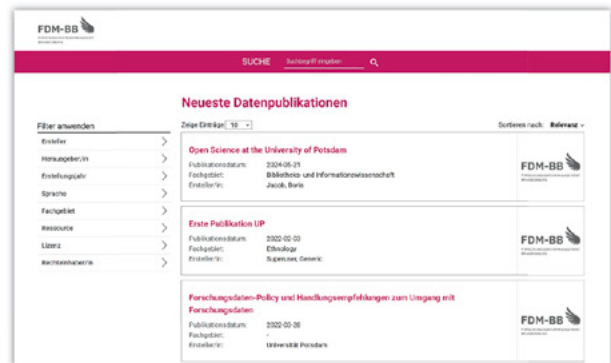 FDM-BB
SUCHE Suchbegriff eingeben
Neueste Datenpublikationen
Filter anwenden
Ersteller
Herausgeber/in
Erstellungsjahr
Sprache
Fachgebiet
Ressource
Lizenz
Rechteinhaber/in
Zeige Einträge 10
Sortieren nach: Relevanz
Open Science at the University of Potsdam
Publikationsdatum: 2024-05-21
Fachgebiet: Bibliotheks- und Informationswissenschaft
Ersteller/in: Jacob, Boris
FDM-BB
Erste Publikation UP
Publikationsdatum: 2022-02-03
Fachgebiet: Ethnology
Ersteller/in: Superuser, Generic
FDM-BB
Forschungsdaten-Policy und Handlungsempfehlungen zum Umgang mit
Forschungsdaten
Publikationsdatum: 2022-03-28
Fachgebiet: -
Ersteller/in: Universität Potsdam
FDM-BB